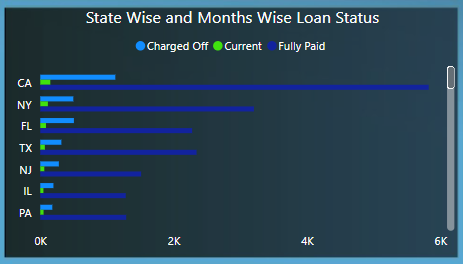 State Wise and Months Wise Loan Status
Charged Off Current Fully Paid
CA
NY
FL
TX
NJ
IL
PA
0K 2K 4K 6K